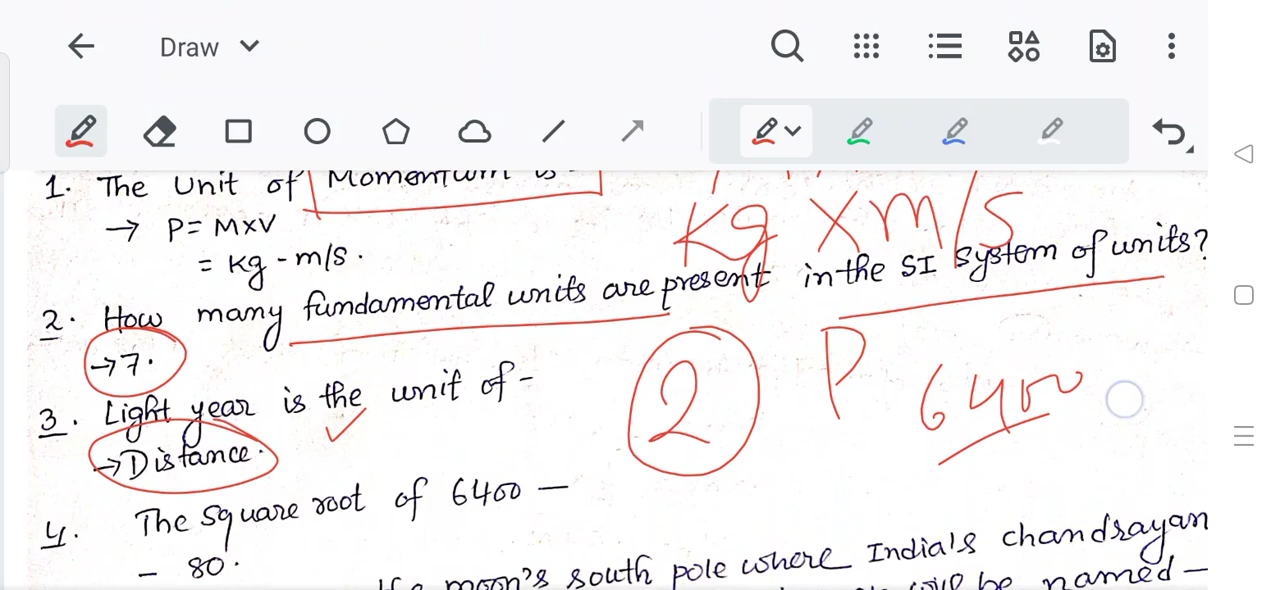 Draw
1. The Unit of Momentum is
→ P= M×V
= Kg - m/s.
Kg × m/s
2. How many fundamental units are present in the SI System of units?
→ 7.
2 P 6400
3. Light year is the unit of -
→ Distance.
4. The Square root of 6400 —
- 80.
moon's south pole where India's chandrayan
be named —